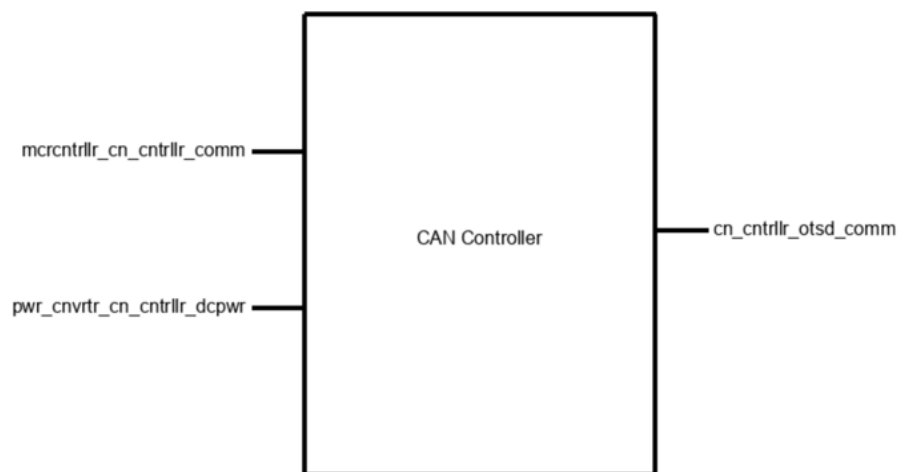 mcrcntrllr_cn_cntrllr_comm
CAN Controller
cn_cntrllr_otsd_comm
pwr_cnvrtr_cn_cntrllr_dcpwr